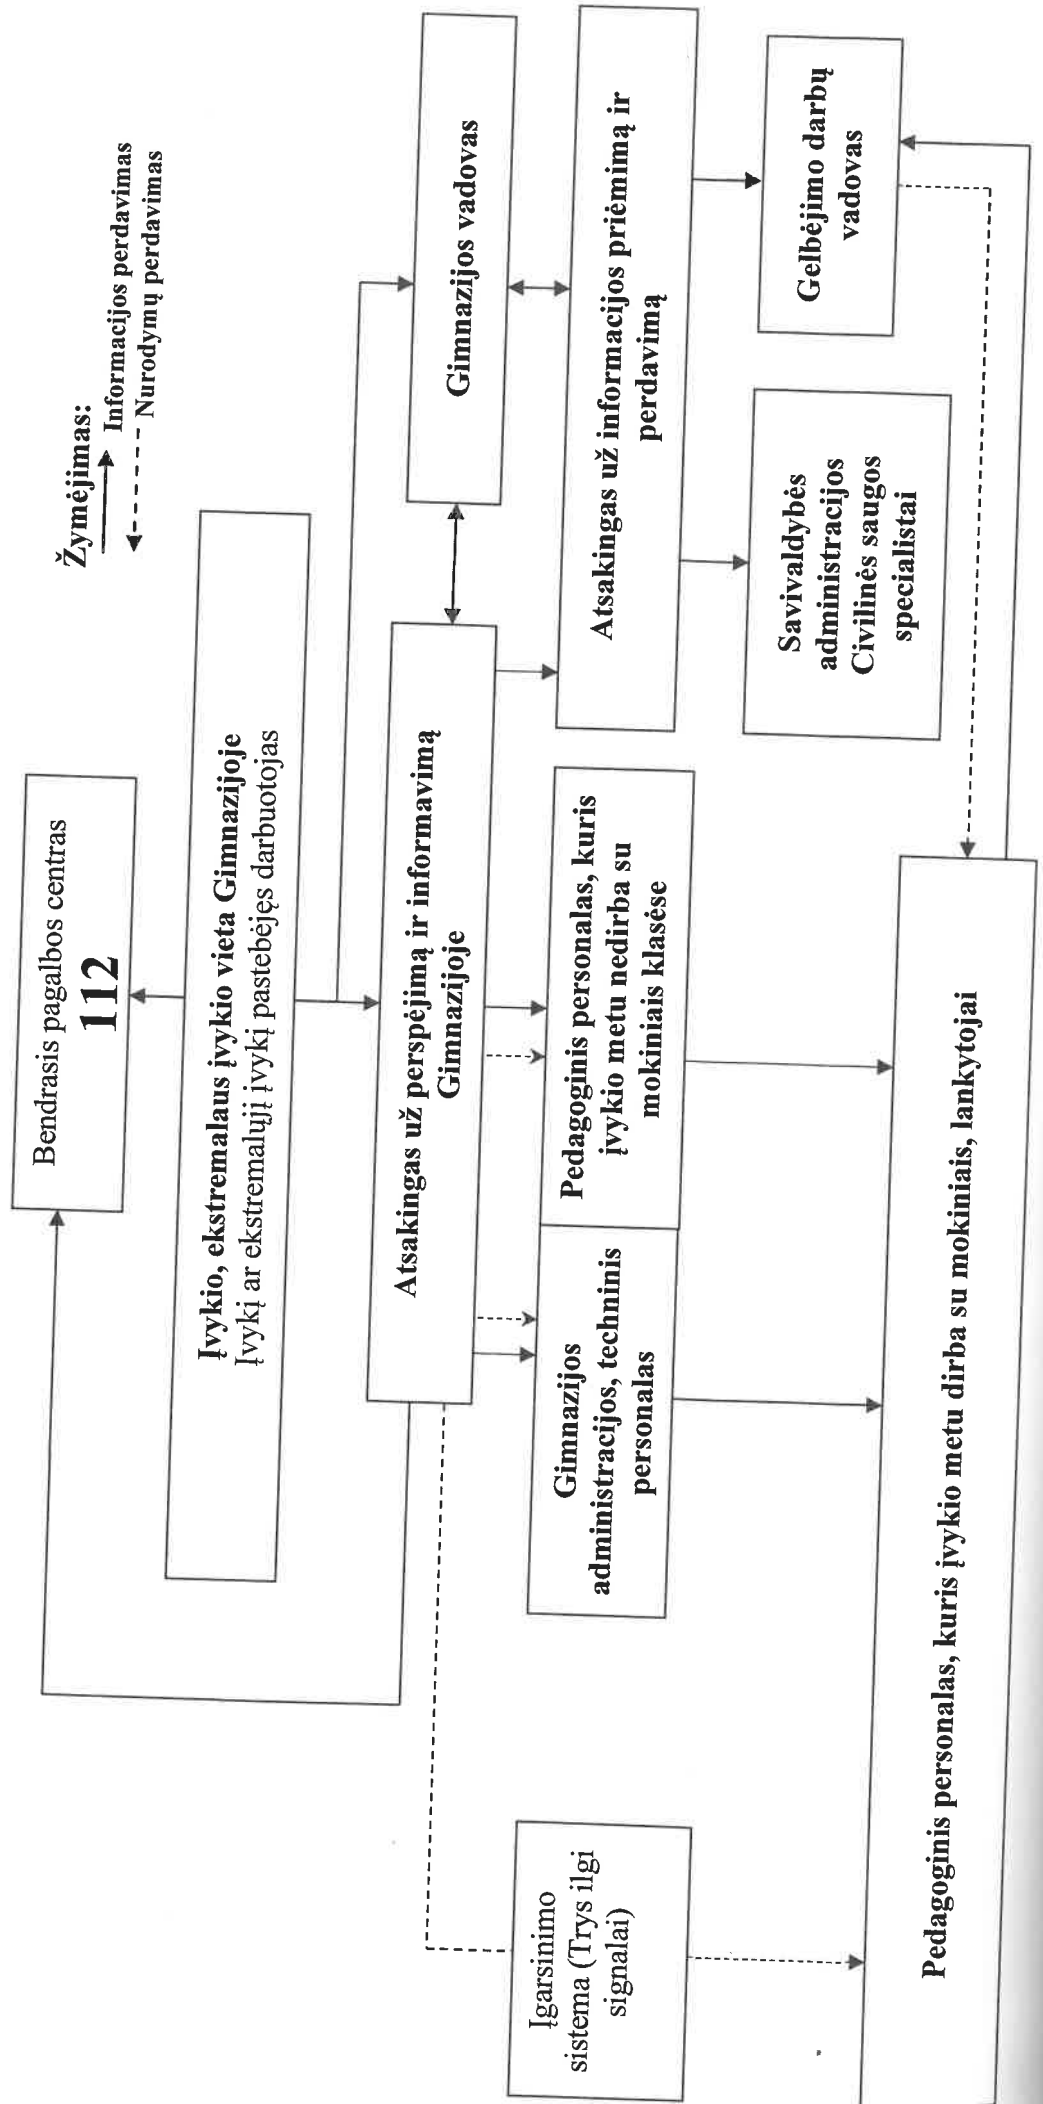 Žymėjimas:
Informacijos perdavimas
Nurodymų perdavimas
Bendrasis pagalbos centras
112
Įvykio, ekstremalaus įvykio vieta Gimnazijoje
Įvykį ar ekstremalųjį įvykį pastebėjęs darbuotojas
Atsakingas už perspėjimą ir informavimą
Gimnazijoje
Gimnazijos vadovas
Įgarsinimo
sistema (Trys ilgi
signalai)
Gimnazijos
administracijos, techninis
personalas
Pedagoginis personalas, kuris
įvykio metu nedirba su
mokiniais klasėse
Atsakingas už informacijos priėmimą ir
perdavimą
Savivaldybės
administracijos
Civilinės saugos
specialistai
Gelbėjimo darbų
vadovas
Pedagoginis personalas, kuris įvykio metu dirba su mokiniais, lankytojai